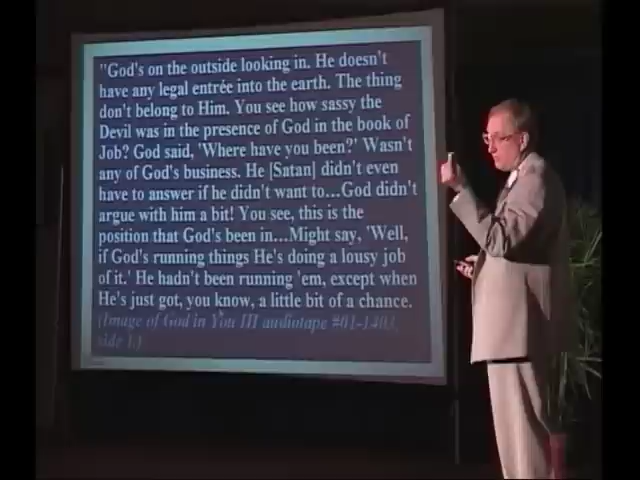 "God's on the outside looking in. He doesn't
have any legal entrée into the earth. The thing
don't belong to Him. You see how sassy the
Devil was in the presence of God in the book of
Job? God said, 'Where have you been?' Wasn't
any of God's business. He [Satan] didn't even
have to answer if he didn't want to...God didn't
argue with him a bit! You see, this is the
position that God's been in...Might say, 'Well,
if God's running things He's doing a lousy job
of it.' He hadn't been running 'em, except when
He's just got, you know, a little bit of a chance.
(Image of God in You III audiotape #01-1403,
side 1.)